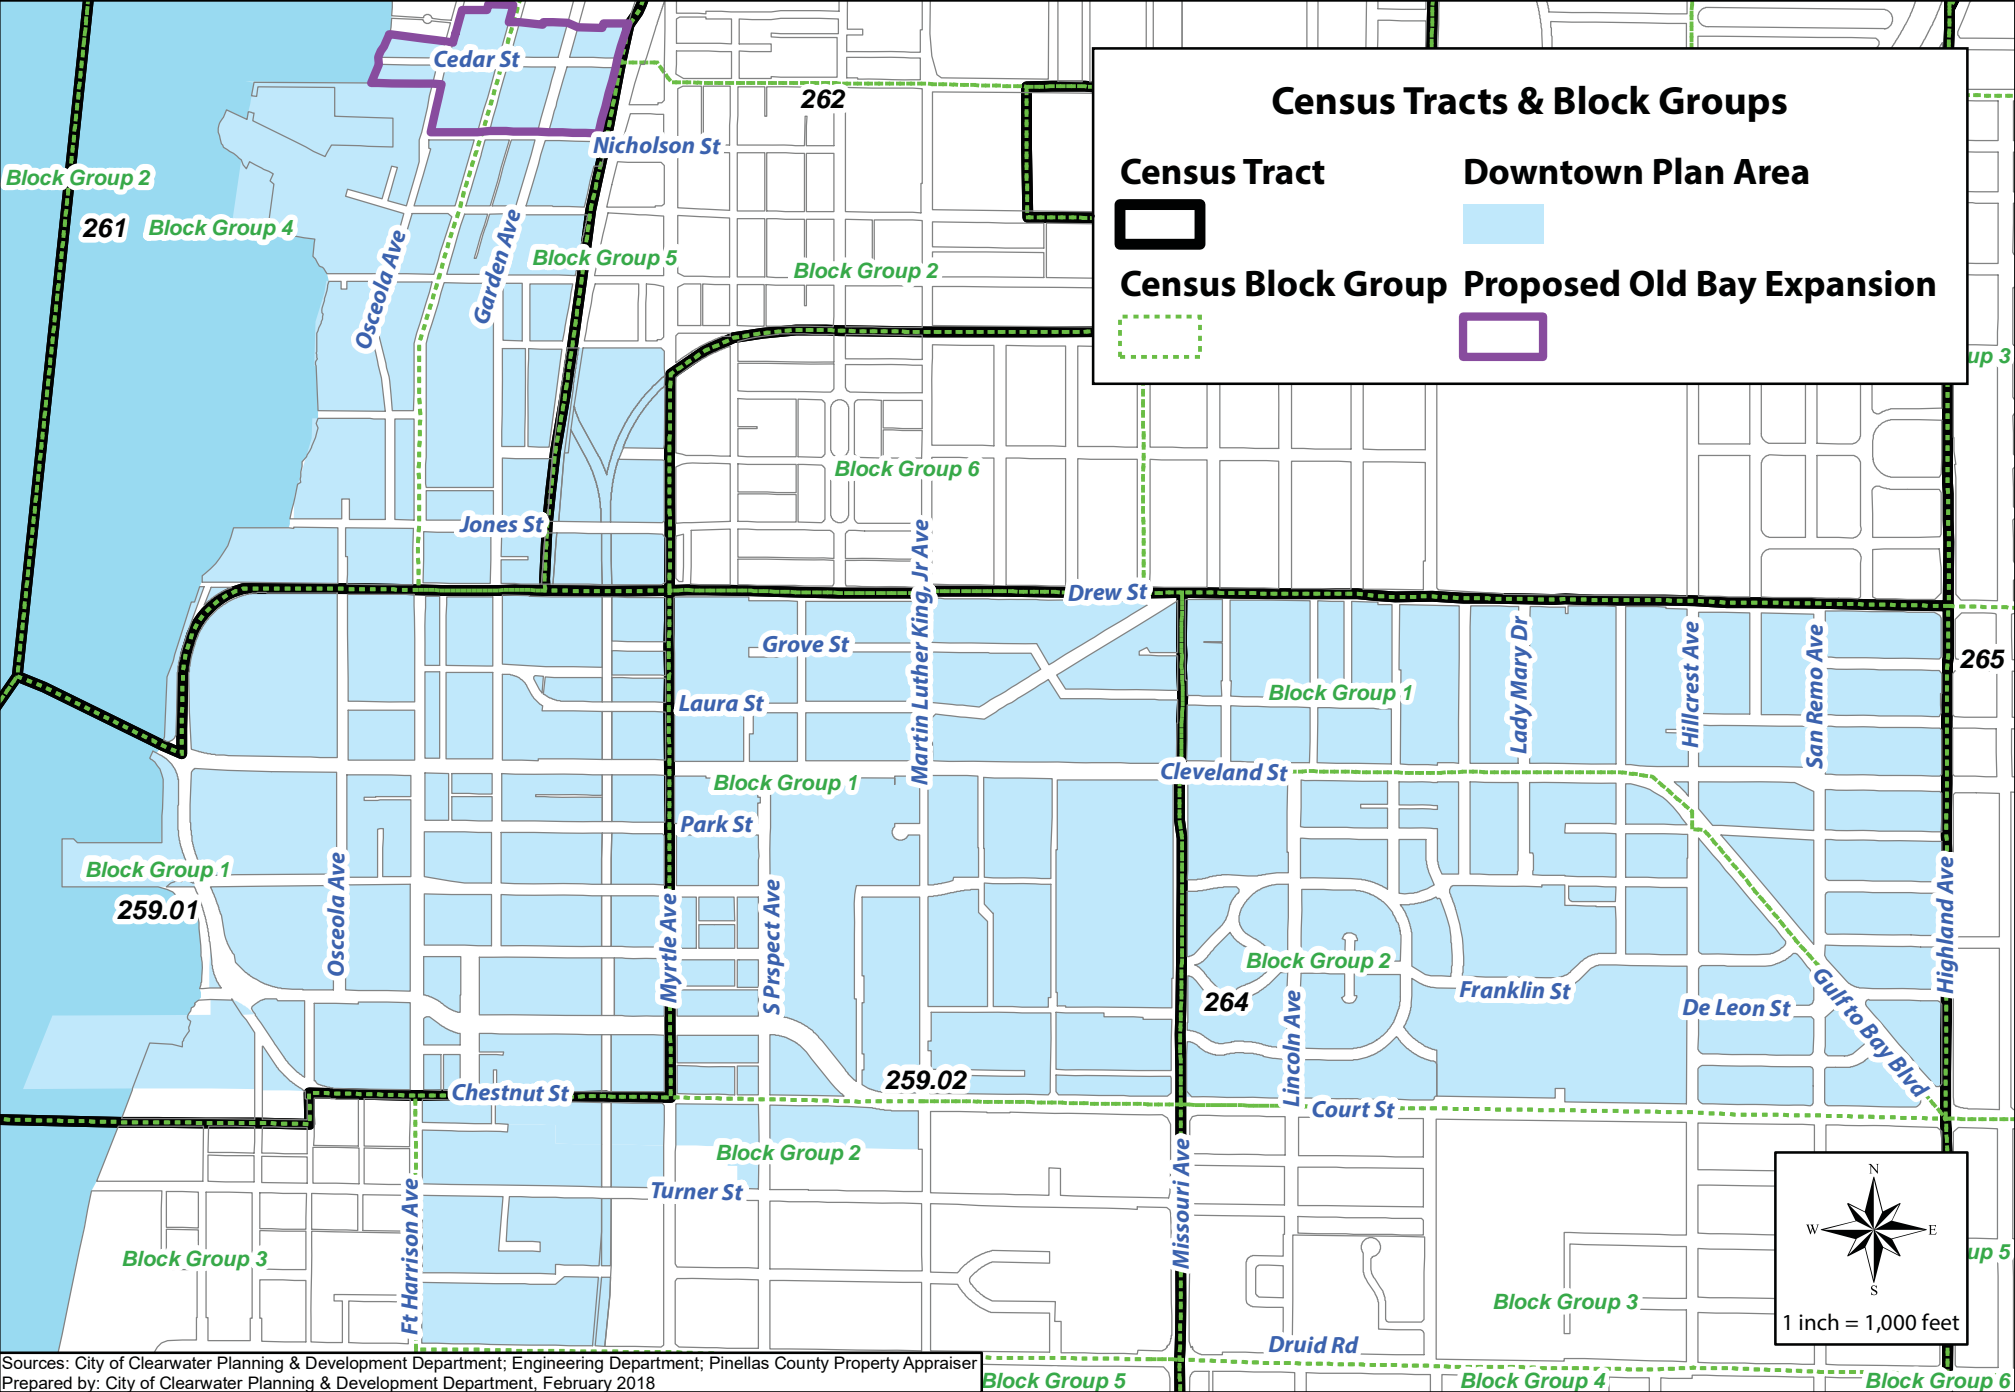 Census Tracts & Block Groups
Census Tract
Downtown Plan Area
Census Block Group
Proposed Old Bay Expansion
Cedar St
262
Nicholson St
Block Group 2
261
Block Group 4
Osceola Ave
Garden Ave
Block Group 5
Block Group 2
up 3
Block Group 6
Jones St
Martin Luther King, Jr Ave
Drew St
Grove St
Laura St
Block Group 1
Lady Mary Dr
Hillcrest Ave
San Remo Ave
265
Cleveland St
Block Group 1
Park St
Block Group 1
259.01
Osceola Ave
Myrtle Ave
S Prspect Ave
Block Group 2
264
Lincoln Ave
Franklin St
De Leon St
Gulf to Bay Blvd
Highland Ave
259.02
Chestnut St
Court St
Block Group 2
Turner St
Missouri Ave
Ft Harrison Ave
Block Group 3
Block Group 3
up 5
Druid Rd
N
W
E
S
1 inch = 1,000 feet
Sources: City of Clearwater Planning & Development Department; Engineering Department; Pinellas County Property Appraiser
Prepared by: City of Clearwater Planning & Development Department, February 2018
Block Group 5
Block Group 4
Block Group 6